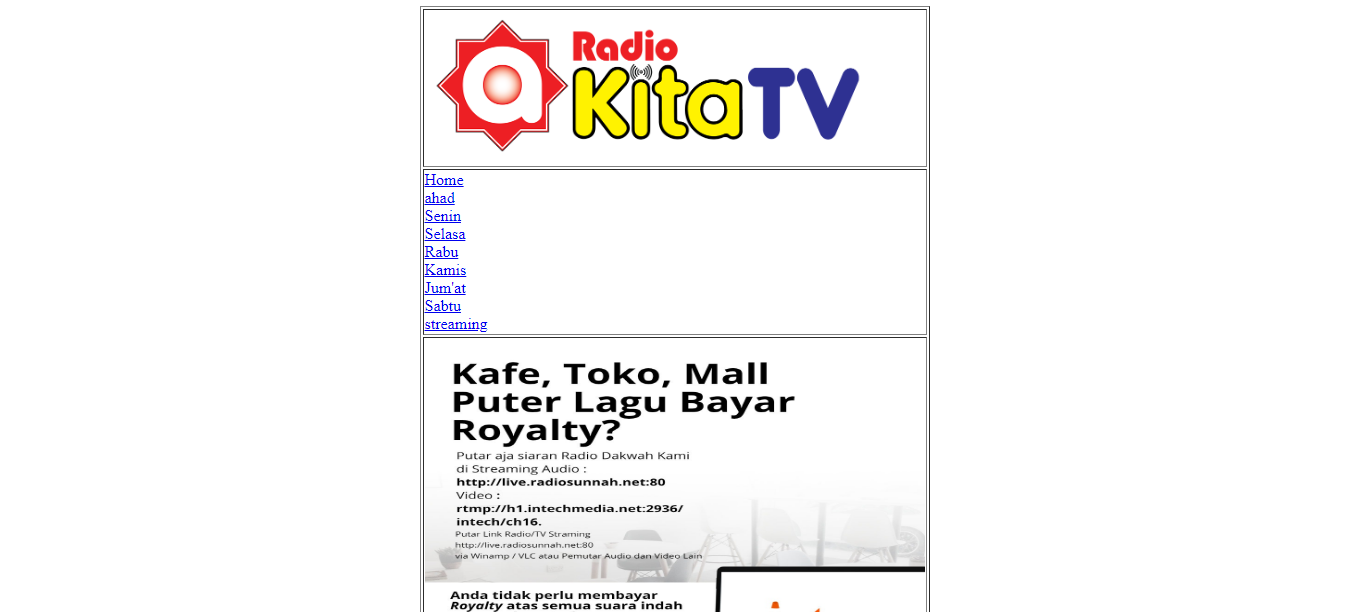 Radio
Kita TV
Home
ahad
Senin
Selasa
Rabu
Kamis
Jum'at
Sabtu
streaming
Kafe, Toko, Mall
Puter Lagu Bayar
Royalty?
Putar aja siaran Radio Dakwah Kami
di Streaming Audio :
http://live.radiosunnah.net:80
Video :
rtmp://h1.intechmedia.net:2936/
intech/ch16.
Putar Link Radio/TV Straming
http://live.radiosunnah.net:80
via Winamp / VLC atau Pemutar Audio dan Video Lain
Anda tidak perlu membayar
Royalty atas semua suara indah